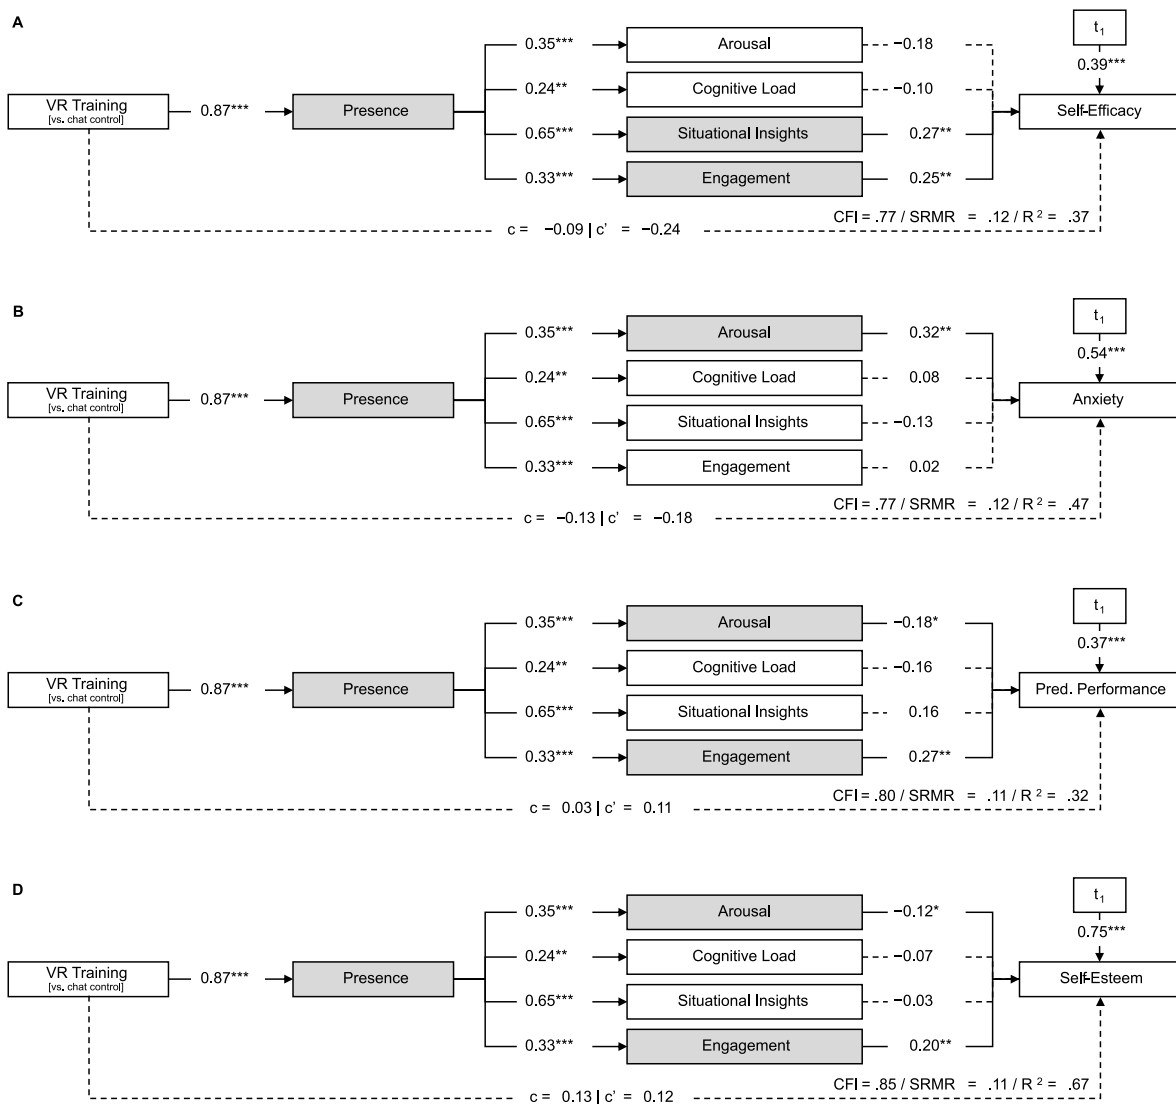 A
t1
0.35*** Arousal −0.18
0.39***
0.24** Cognitive Load −0.10
VR Training
[vs. chat control]
0.87*** Presence Self-Efficacy
0.65*** Situational Insights 0.27**
0.33*** Engagement 0.25**
CFI = .77 / SRMR = .12 / R² = .37
c = −0.09 | c’ = −0.24
B
t1
0.35*** Arousal 0.32**
0.54***
0.24** Cognitive Load 0.08
VR Training
[vs. chat control]
0.87*** Presence Anxiety
0.65*** Situational Insights −0.13
0.33*** Engagement 0.02
CFI = .77 / SRMR = .12 / R² = .47
c = −0.13 | c’ = −0.18
C
t1
0.35*** Arousal −0.18*
0.37***
0.24** Cognitive Load −0.16
VR Training
[vs. chat control]
0.87*** Presence Pred. Performance
0.65*** Situational Insights 0.16
0.33*** Engagement 0.27**
CFI = .80 / SRMR = .11 / R² = .32
c = 0.03 | c’ = 0.11
D
t1
0.35*** Arousal −0.12*
0.75***
0.24** Cognitive Load −0.07
VR Training
[vs. chat control]
0.87*** Presence Self-Esteem
0.65*** Situational Insights −0.03
0.33*** Engagement 0.20**
CFI = .85 / SRMR = .11 / R² = .67
c = 0.13 | c’ = 0.12